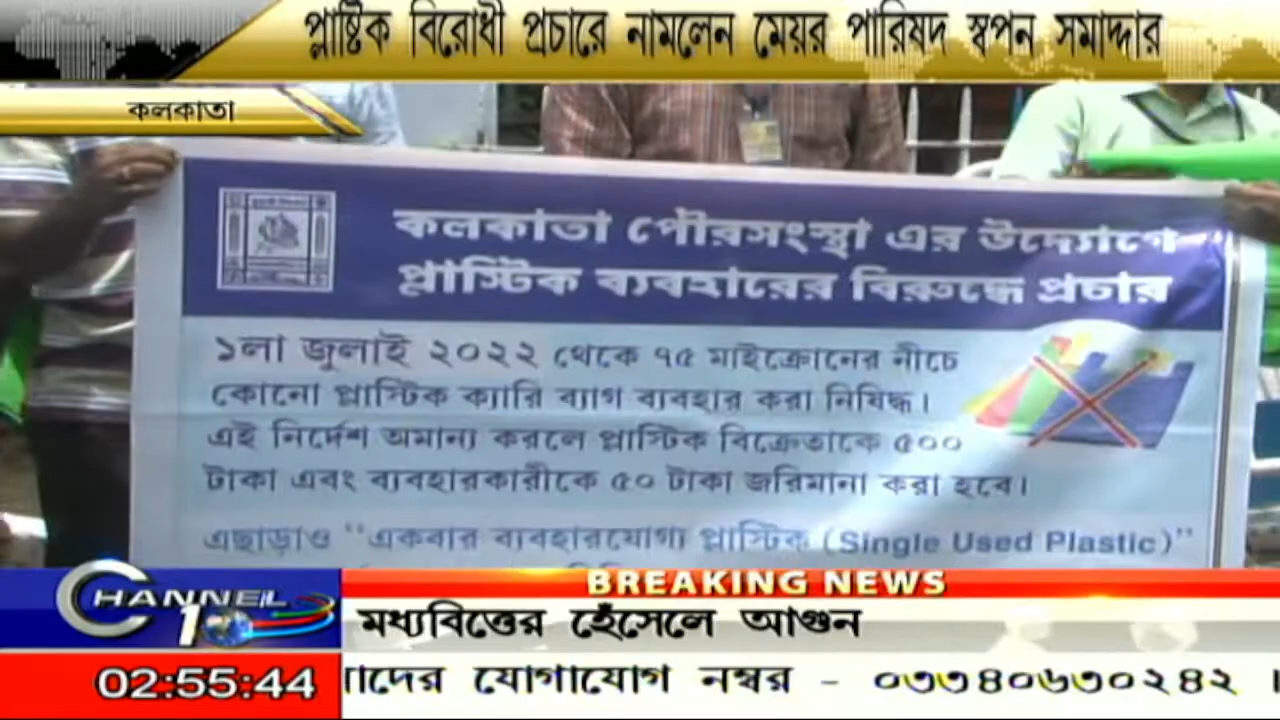 প্লাষ্টিক বিরোধী প্রচারে নামলেন মেয়র পারিষদ স্বপন সমাদ্দার
কলকাতা
কলকাতা পৌরসংস্থা এর উদ্যোগে
প্লাস্টিক ব্যবহারের বিরুদ্ধে প্রচার
১লা জুলাই ২০২২ থেকে ৭৫ মাইক্রোনের নীচে
কোনো প্লাস্টিক ক্যারি ব্যাগ ব্যবহার করা নিষিদ্ধ।
এই নির্দেশ অমান্য করলে প্লাস্টিক বিক্রেতাকে ৫০০
টাকা এবং ব্যবহারকারীকে ৫০ টাকা জরিমানা করা হবে।
এছাড়াও "একবার ব্যবহারযোগ্য প্লাস্টিক (Single Used Plastic)"
CHANNEL 10
BREAKING NEWS
মধ্যবিত্তের হেঁসেলে আগুন
02:55:44
াদের যোগাযোগ নম্বর - ০৩৩৪০৬৩০২৪২ ।